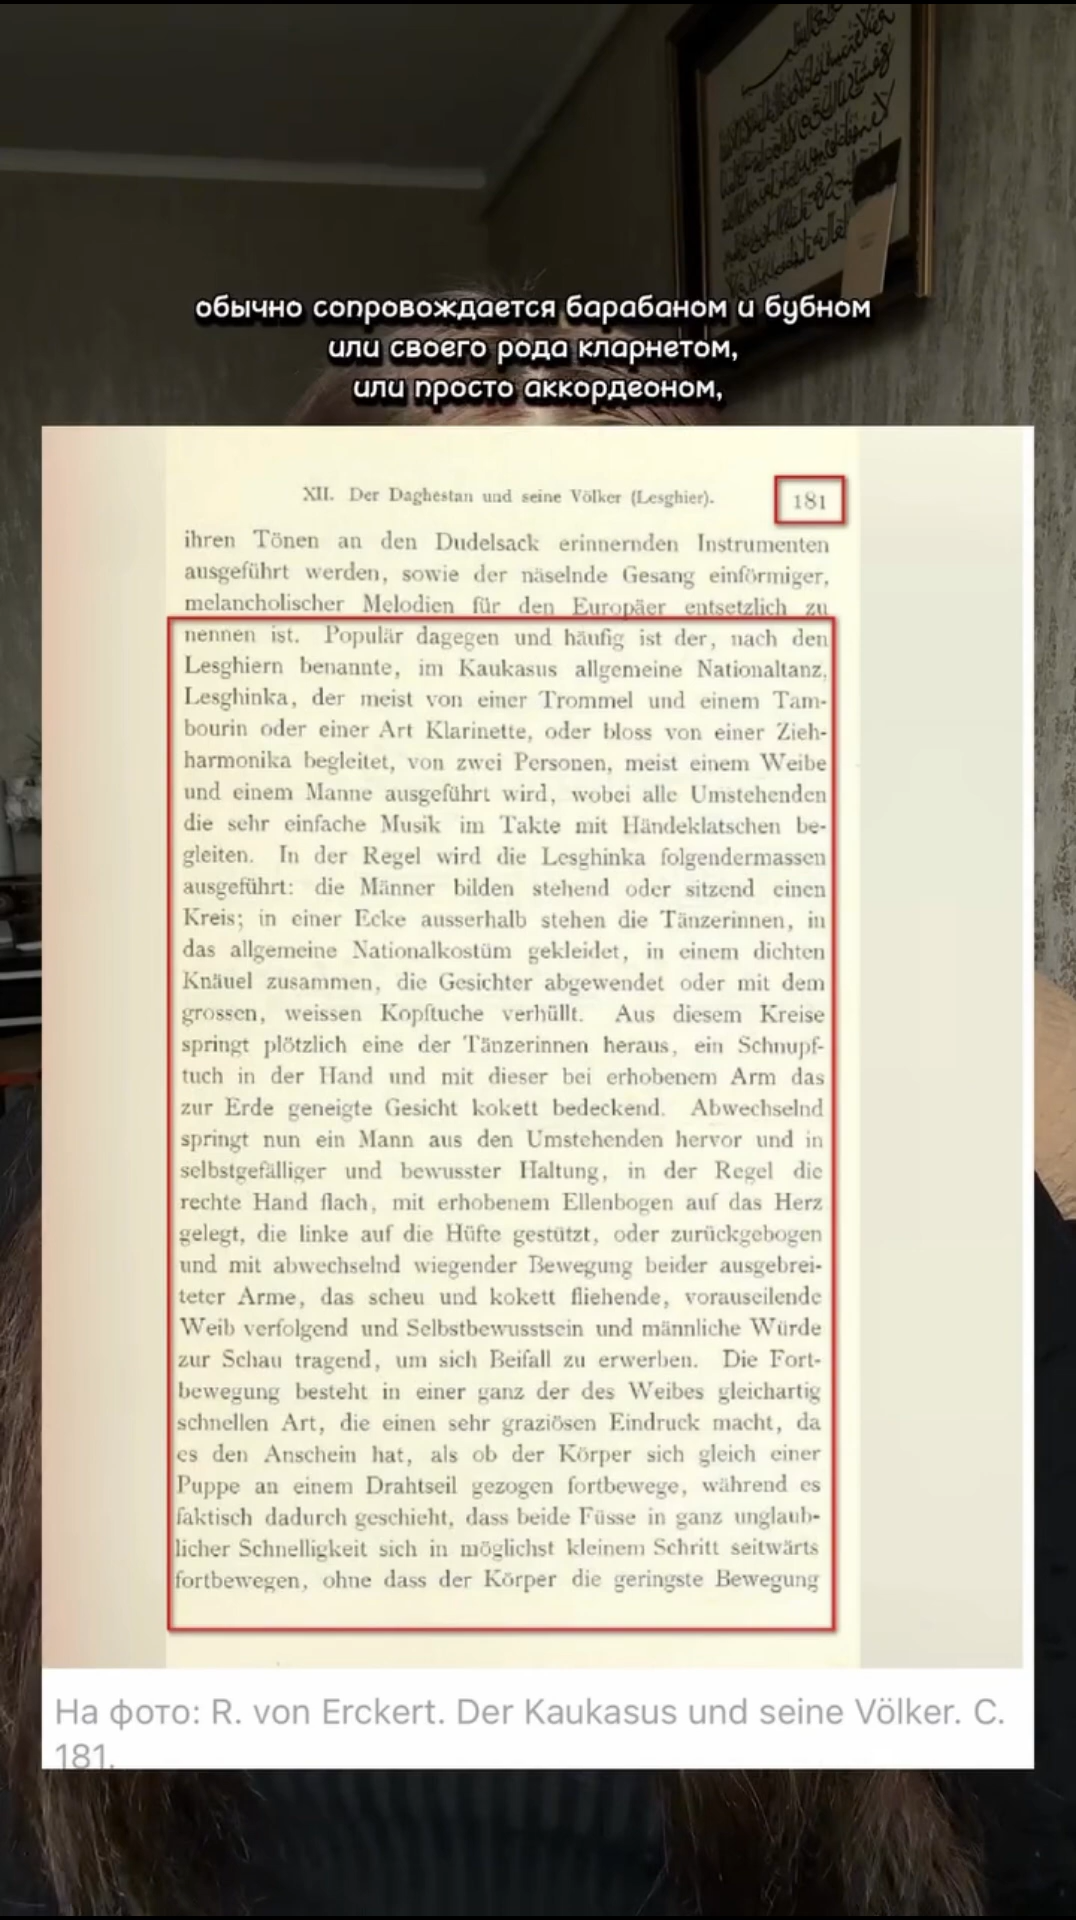 обычно сопровождается барабаном и бубном
или своего рода кларнетом,
или просто аккордеоном,
XII. Der Daghestan und seine Völker (Lesghier).
181
ihren Tönen an den Dudelsack erinnernden Instrumenten
ausgeführt werden, sowie der näselnde Gesang einförmiger,
melancholischer Melodien für den Europäer entsetzlich zu
nennen ist. Populär dagegen und häufig ist der, nach den
Lesghiern benannte, im Kaukasus allgemeine Nationaltanz,
Lesghinka, der meist von einer Trommel und einem Tam-
bourin oder einer Art Klarinette, oder bloss von einer Zieh-
harmonika begleitet, von zwei Personen, meist einem Weibe
und einem Manne ausgeführt wird, wobei alle Umstehenden
die sehr einfache Musik im Takte mit Händeklatschen be-
gleiten. In der Regel wird die Lesghinka folgendermassen
ausgeführt: die Männer bilden stehend oder sitzend einen
Kreis; in einer Ecke ausserhalb stehen die Tänzerinnen, in
das allgemeine Nationalkostüm gekleidet, in einem dichten
Knäuel zusammen, die Gesichter abgewendet oder mit dem
grossen, weissen Kopftuche verhüllt. Aus diesem Kreise
springt plötzlich eine der Tänzerinnen heraus, ein Schnupf-
tuch in der Hand und mit dieser bei erhobenem Arm das
zur Erde geneigte Gesicht kokett bedeckend. Abwechselnd
springt nun ein Mann aus den Umstehenden hervor und in
selbstgefälliger und bewusster Haltung, in der Regel die
rechte Hand flach, mit erhobenem Ellenbogen auf das Herz
gelegt, die linke auf die Hüfte gestützt, oder zurückgebogen
und mit abwechselnd wiegender Bewegung beider ausgebrei-
teter Arme, das scheu und kokett fliehende, vorauseilende
Weib verfolgend und Selbstbewusstsein und männliche Würde
zur Schau tragend, um sich Beifall zu erwerben. Die Fort-
bewegung besteht in einer ganz der des Weibes gleichartig
schnellen Art, die einen sehr graziösen Eindruck macht, da
es den Anschein hat, als ob der Körper sich gleich einer
Puppe an einem Drahtseil gezogen fortbewege, während es
faktisch dadurch geschieht, dass beide Füsse in ganz unglaub-
licher Schnelligkeit sich in möglichst kleinem Schritt seitwärts
fortbewegen, ohne dass der Körper die geringste Bewegung
На фото: R. von Erckert. Der Kaukasus und seine Völker. С.
181.